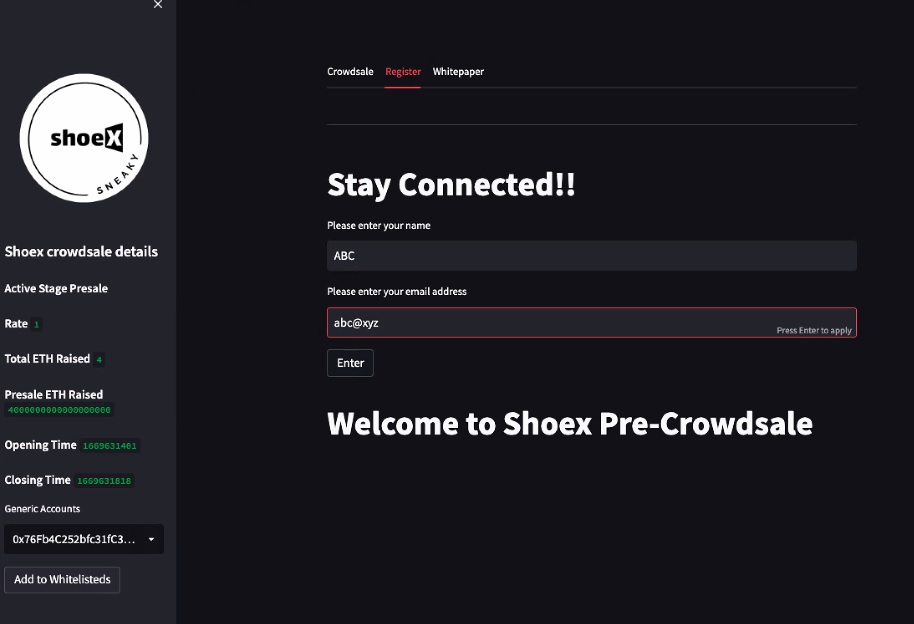 ×
shoeX
SNEAKY
Shoex crowdsale details
Active Stage Presale
Rate 1
Total ETH Raised 4
Presale ETH Raised
4000000000000000000
Opening Time 1669631401
Closing Time 1669631818
Generic Accounts
0x76Fb4C252bfc31fC3...
Add to Whitelisteds
Crowdsale Register Whitepaper
Stay Connected!!
Please enter your name
ABC
Please enter your email address
abc@xyz
Press Enter to apply
Enter
Welcome to Shoex Pre-Crowdsale